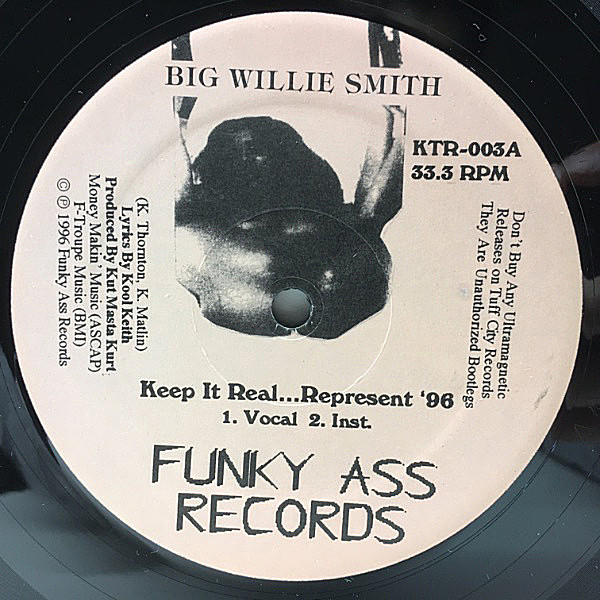 BIG WILLIE SMITH
KTR-003A
33.3 RPM
Don't Buy Any Ultramagnetic
Releases on Tuff City Records
They Are Unauthorized Bootlegs
(K. Thornton, K. Matlin)
Lyrics By Kool Keith
Produced By Kut Masta Kurt
Money Makin' Music (ASCAP)
F-Troupe Music (BMI)
© ℗ 1996 Funky Ass Records
Keep It Real...Represent '96
1. Vocal 2. Inst.
FUNKY ASS
RECORDS